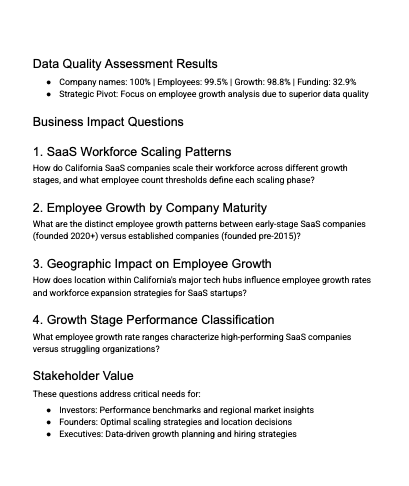 Data Quality Assessment Results
● Company names: 100% | Employees: 99.5% | Growth: 98.8% | Funding: 32.9%
● Strategic Pivot: Focus on employee growth analysis due to superior data quality
Business Impact Questions
1. SaaS Workforce Scaling Patterns
How do California SaaS companies scale their workforce across different growth
stages, and what employee count thresholds define each scaling phase?
2. Employee Growth by Company Maturity
What are the distinct employee growth patterns between early-stage SaaS companies
(founded 2020+) versus established companies (founded pre-2015)?
3. Geographic Impact on Employee Growth
How does location within California's major tech hubs influence employee growth rates
and workforce expansion strategies for SaaS startups?
4. Growth Stage Performance Classification
What employee growth rate ranges characterize high-performing SaaS companies
versus struggling organizations?
Stakeholder Value
These questions address critical needs for:
● Investors: Performance benchmarks and regional market insights
● Founders: Optimal scaling strategies and location decisions
● Executives: Data-driven growth planning and hiring strategies